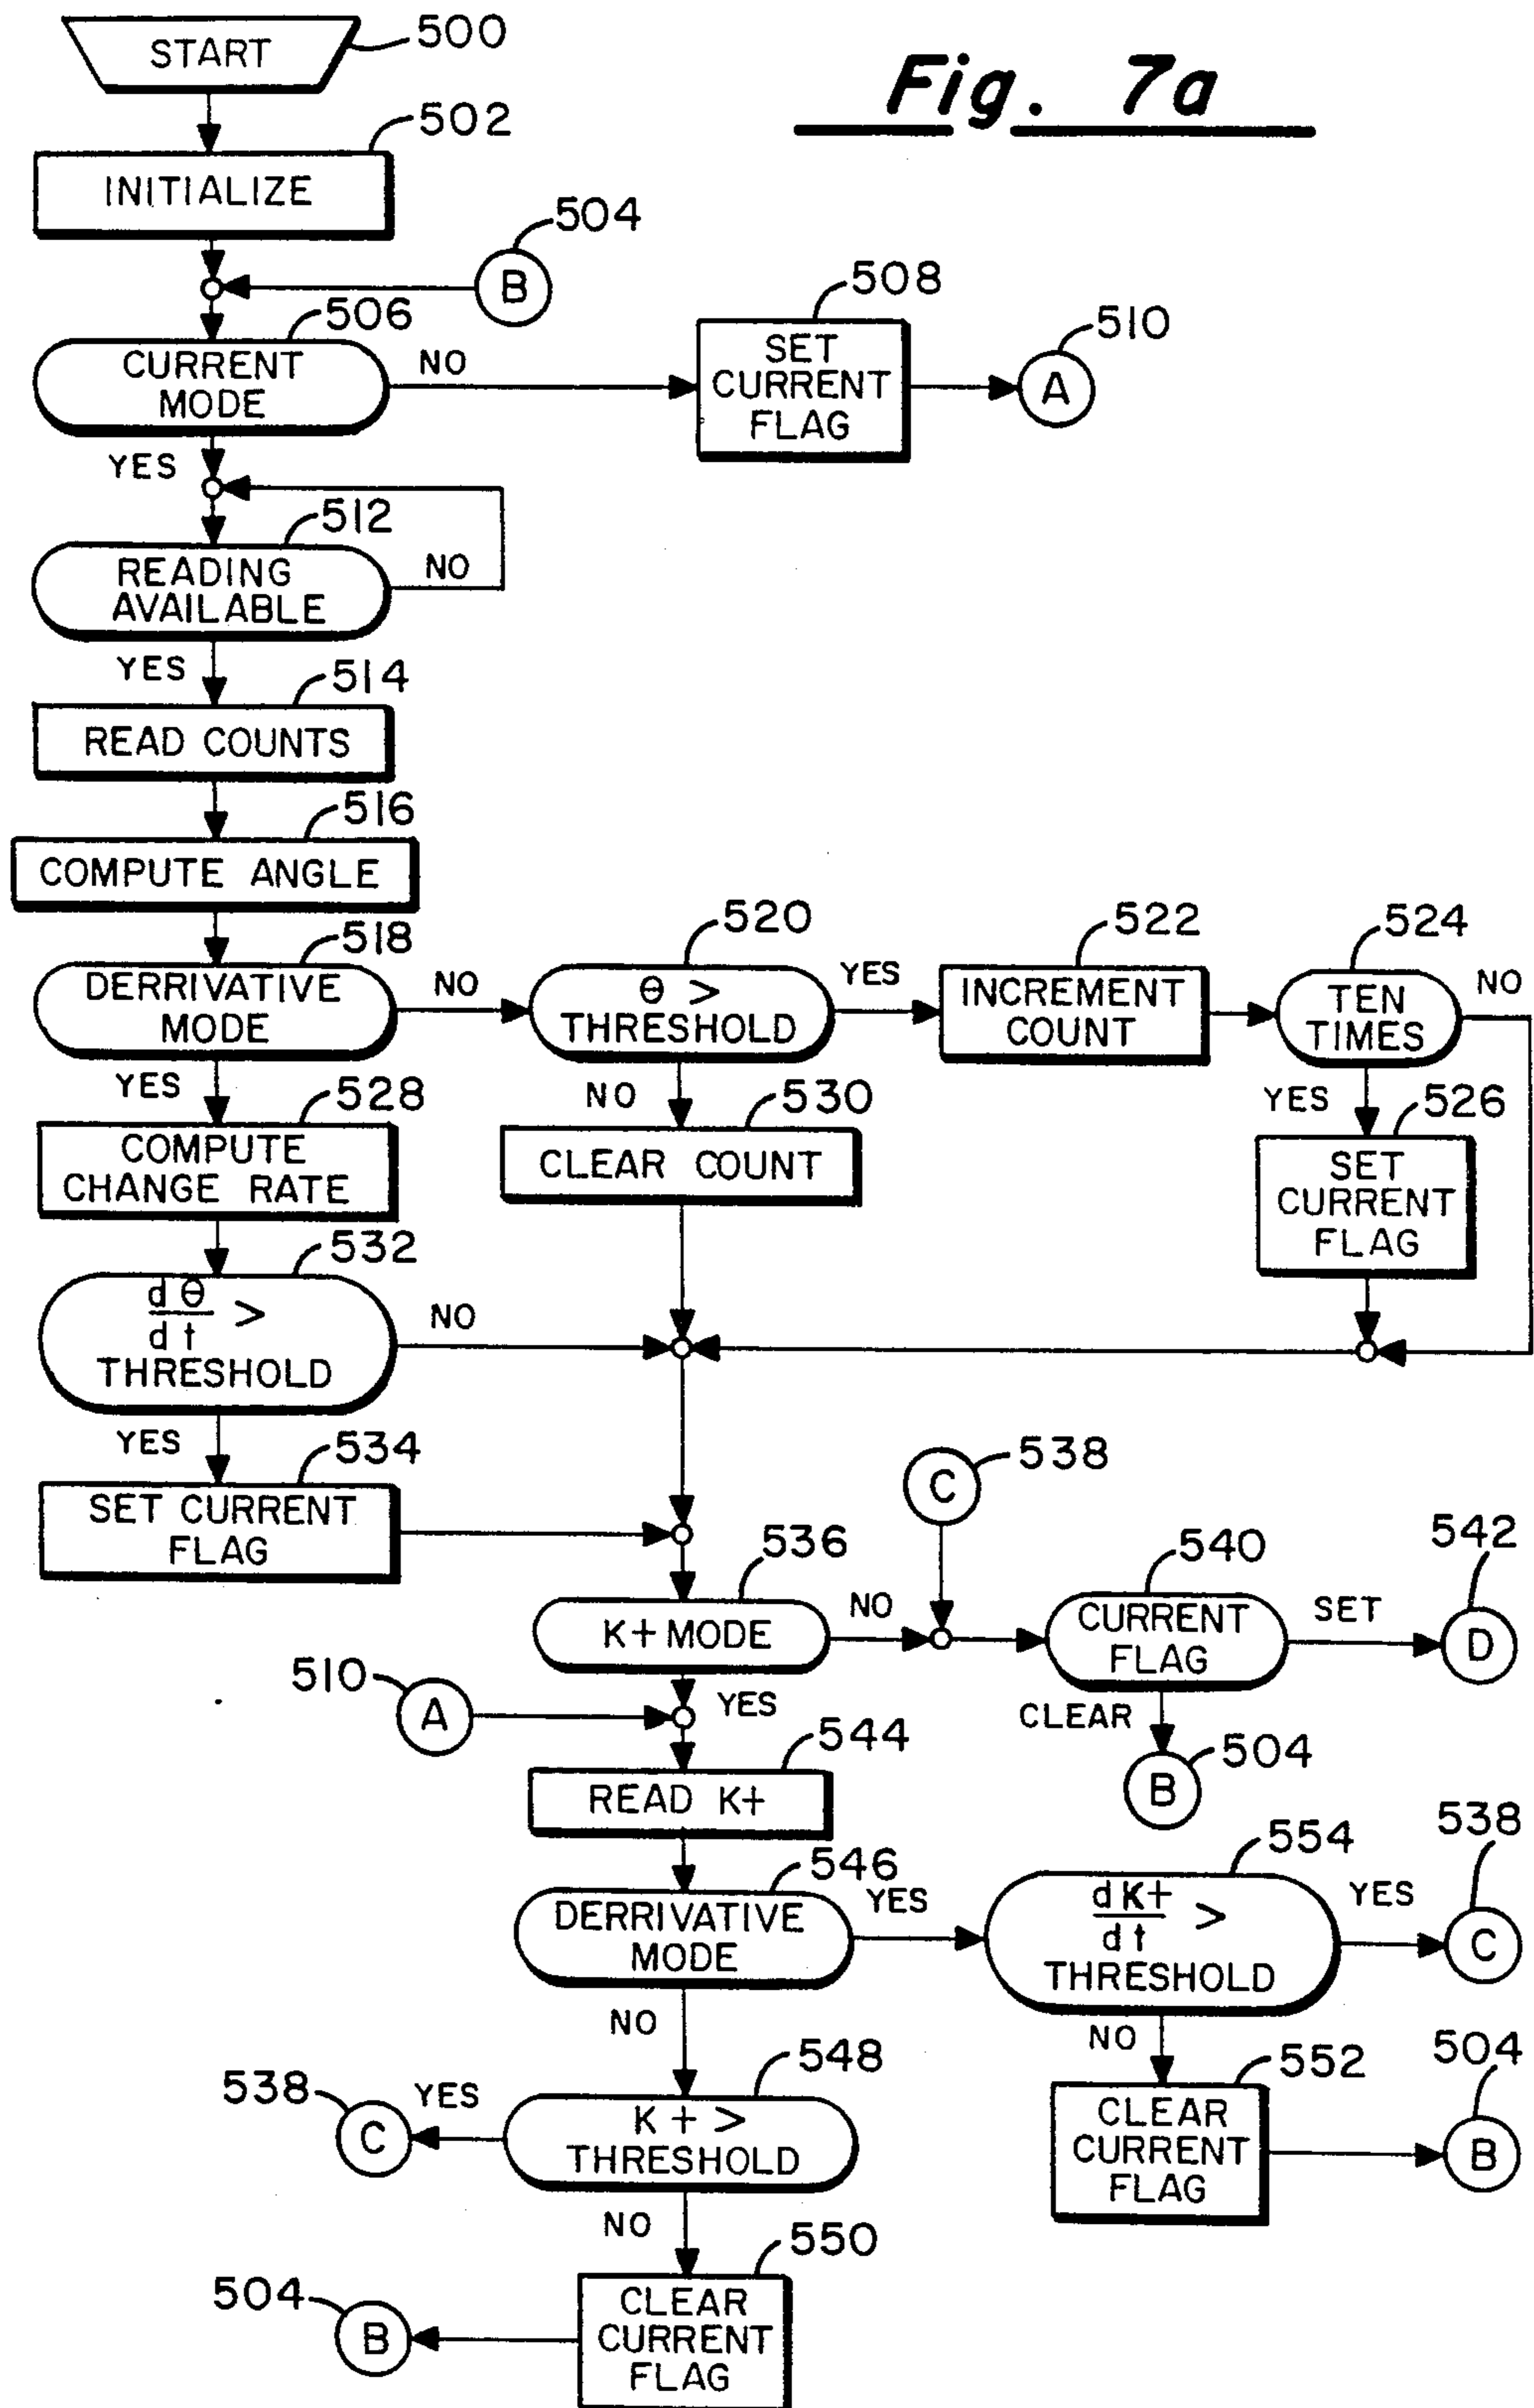 Fig. 7a
START
500
502
INITIALIZE
504
B
506
CURRENT
MODE
NO
508
SET
CURRENT
FLAG
510
A
YES
512
READING
AVAILABLE
NO
YES
514
READ COUNTS
516
COMPUTE ANGLE
518
DERRIVATIVE
MODE
NO
520
θ >
THRESHOLD
YES
522
INCREMENT
COUNT
524
TEN
TIMES
NO
YES
528
COMPUTE
CHANGE RATE
NO
530
CLEAR COUNT
YES
526
SET
CURRENT
FLAG
532
dθ
dt >
THRESHOLD
NO
YES
534
SET CURRENT
FLAG
538
C
536
K+ MODE
NO
540
CURRENT
FLAG
SET
542
D
510
A
YES
CLEAR
504
B
544
READ K+
546
DERRIVATIVE
MODE
YES
554
dK+
dt >
THRESHOLD
YES
538
C
NO
NO
548
K+ >
THRESHOLD
YES
538
C
552
CLEAR
CURRENT
FLAG
504
B
NO
550
CLEAR
CURRENT
FLAG
504
B